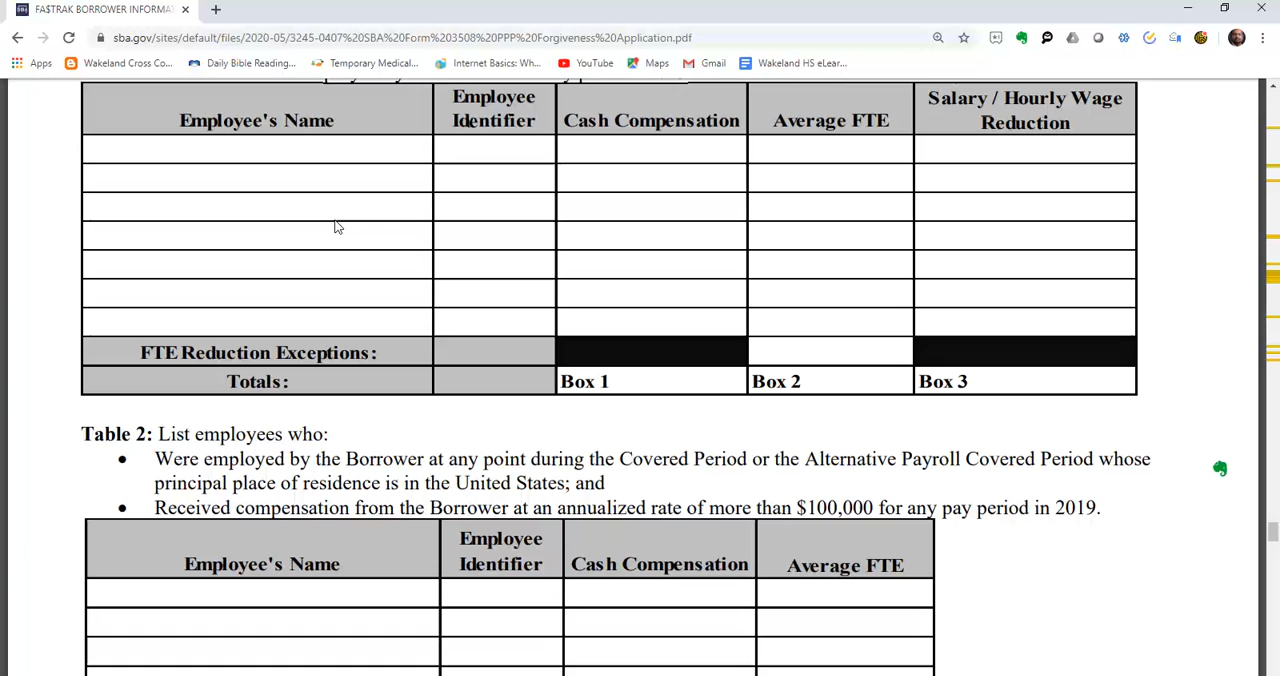 FASTRAK BORROWER INFORMA
sba.gov/sites/default/files/2020-05/3245-0407%20SBA%20Form%203508%20PPP%20Forgiveness%20Application.pdf
Apps Wakeland Cross Co... Daily Bible Reading:... Temporary Medical... Internet Basics: Wh... YouTube Maps Gmail Wakeland HS eLear...
Employee's Name
Employee
Identifier
Cash Compensation
Average FTE
Salary / Hourly Wage
Reduction
FTE Reduction Exceptions:
Totals: Box 1 Box 2 Box 3
Table 2: List employees who:
• Were employed by the Borrower at any point during the Covered Period or the Alternative Payroll Covered Period whose
principal place of residence is in the United States; and
• Received compensation from the Borrower at an annualized rate of more than $100,000 for any pay period in 2019.
Employee's Name
Employee
Identifier
Cash Compensation
Average FTE